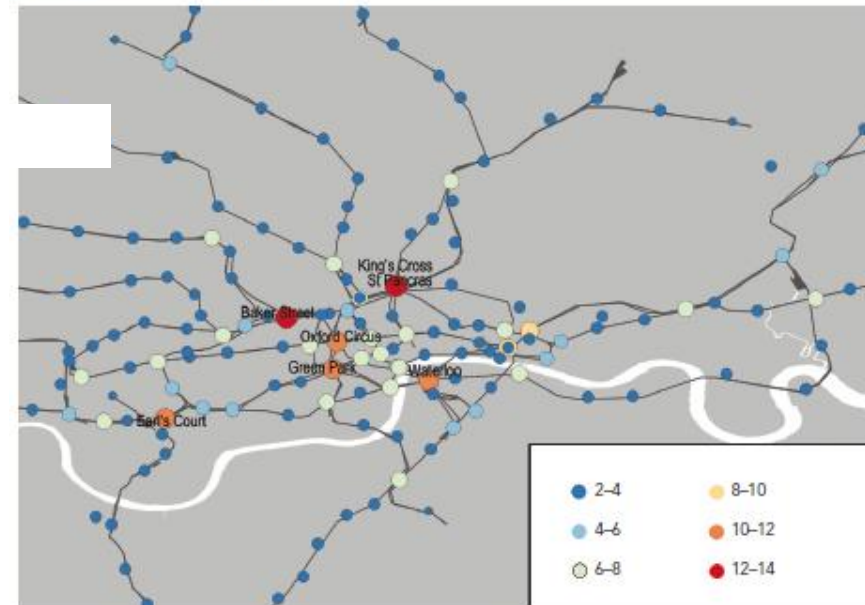 King's Cross
St Pancras
Baker Street
Oxford Circus
Green Park
Waterloo
Earl's Court
2–4
8–10
4–6
10–12
6–8
12–14